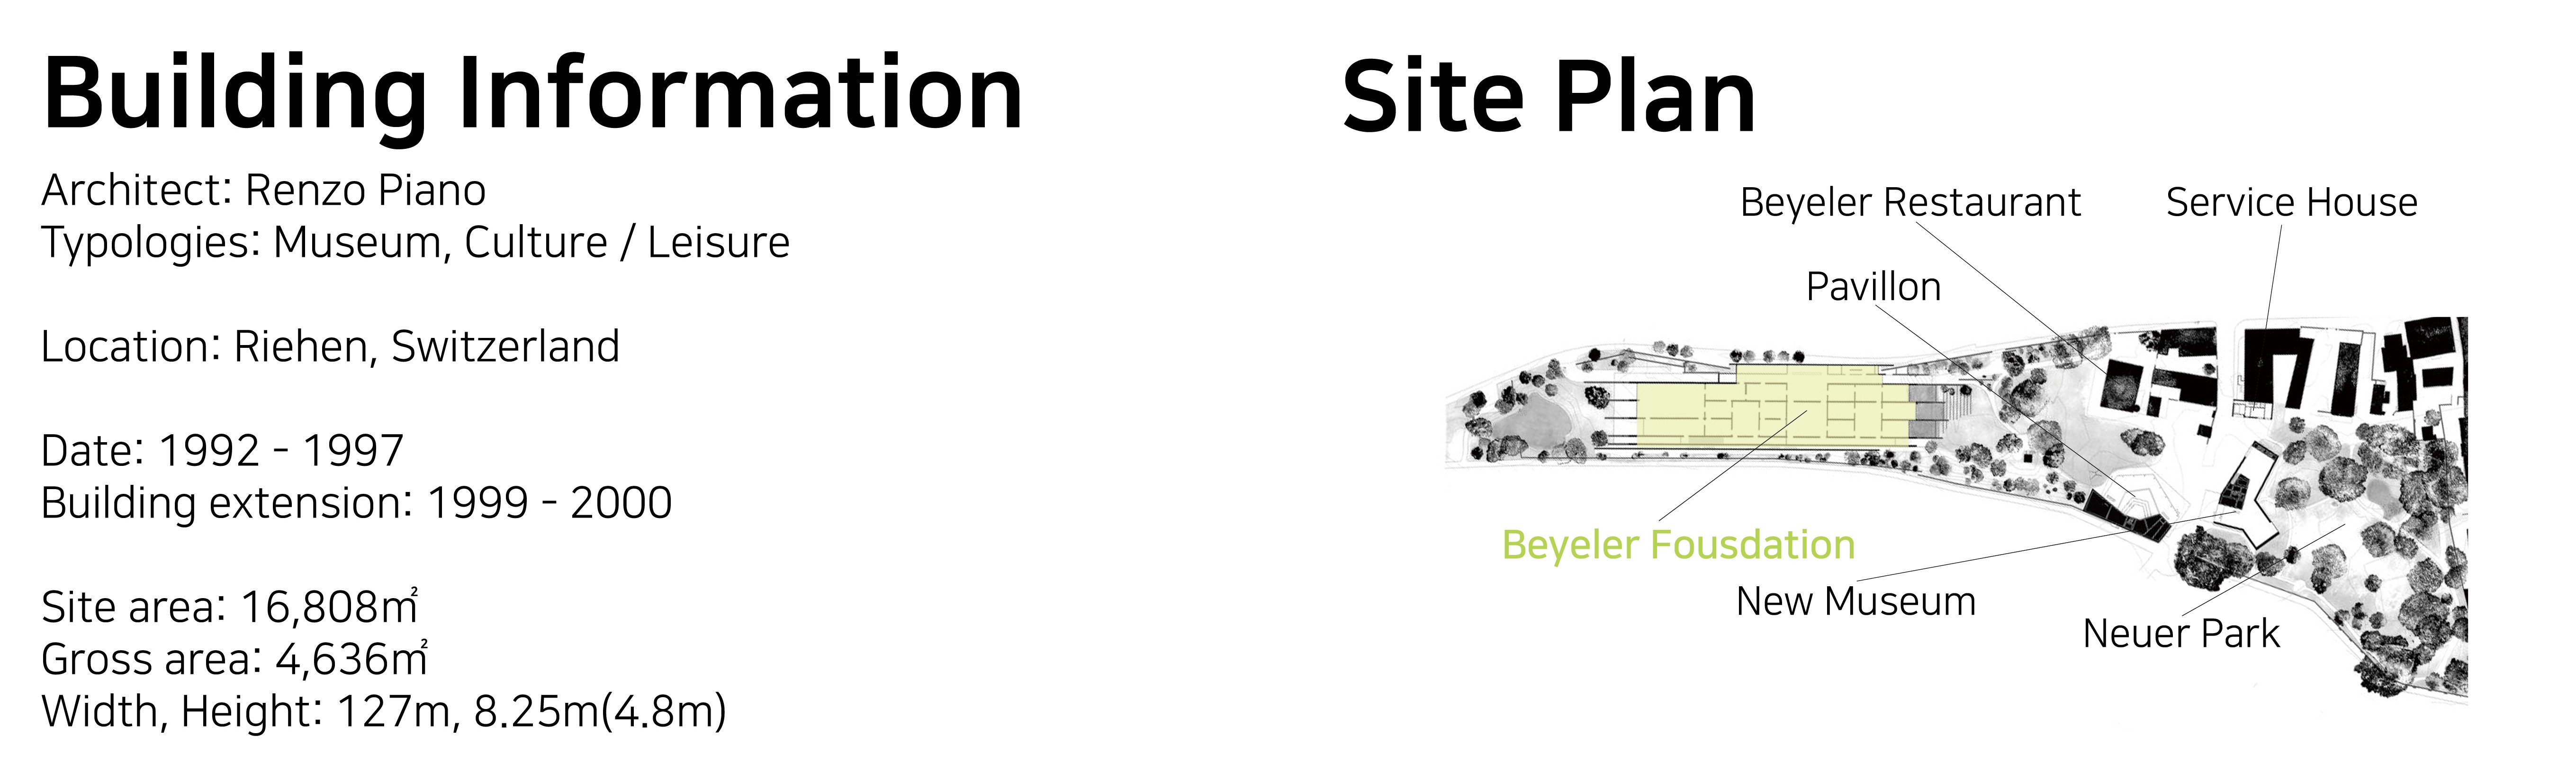 Building Information
Architect: Renzo Piano
Typologies: Museum, Culture / Leisure
Location: Riehen, Switzerland
Date: 1992 - 1997
Building extension: 1999 - 2000
Site area: 16,808㎡
Gross area: 4,636㎡
Width, Height: 127m, 8.25m(4.8m)
Site Plan
Beyeler Restaurant
Service House
Pavillon
Beyeler Fousdation
New Museum
Neuer Park